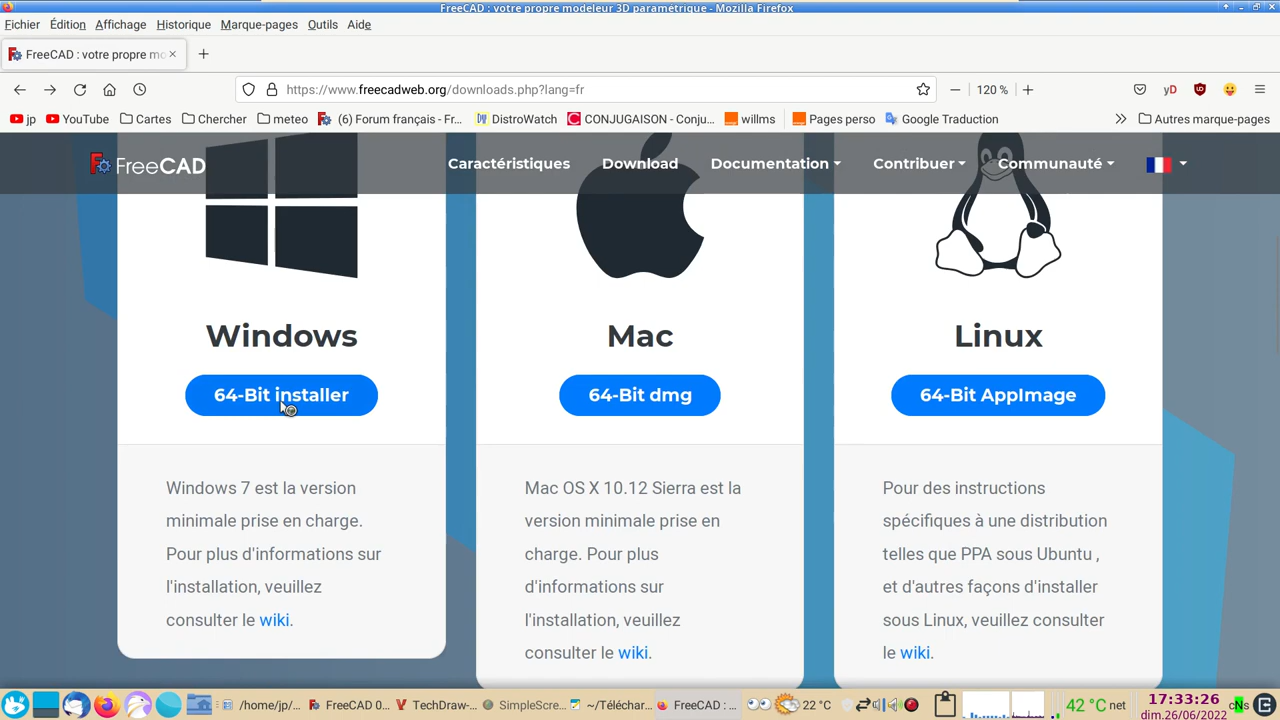 FreeCAD : votre propre modeleur 3D paramétrique - Mozilla Firefox
Fichier Édition Affichage Historique Marque-pages Outils Aide
FreeCAD : votre propre mo
https://www.freecadweb.org/downloads.php?lang=fr 120 % yD
jp YouTube Cartes Chercher meteo (6) Forum français - Fr... DistroWatch CONJUGAISON - Conju... willms Pages perso Google Traduction Autres marque-pages
FreeCAD Caractéristiques Download Documentation Contribuer Communauté
Windows Mac Linux
64-Bit installer 64-Bit dmg 64-Bit AppImage
Windows 7 est la version
minimale prise en charge.
Pour plus d'informations sur
l'installation, veuillez
consulter le wiki.
Mac OS X 10.12 Sierra est la
version minimale prise en
charge. Pour plus
d'informations sur
l'installation, veuillez
consulter le wiki.
Pour des instructions
spécifiques à une distribution
telles que PPA sous Ubuntu ,
et d'autres façons d'installer
sous Linux, veuillez consulter
le wiki.
/home/jp/... FreeCAD 0... TechDraw-... SimpleScre... ~/Téléchar... FreeCAD : ... 22 °C 42 °C net 17:33:26
dim.26/06/2022